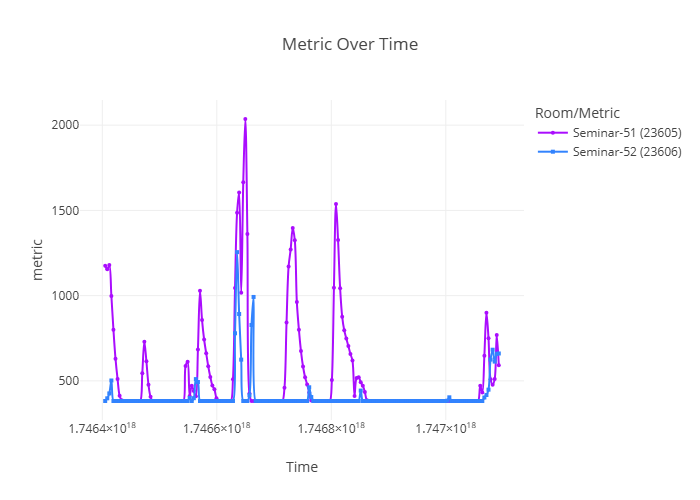 Metric Over Time
Room/Metric
Seminar-51 (23605)
Seminar-52 (23606)
metric
2000
1500
1000
500
1.7464×10¹⁸
1.7466×10¹⁸
1.7468×10¹⁸
1.747×10¹⁸
Time